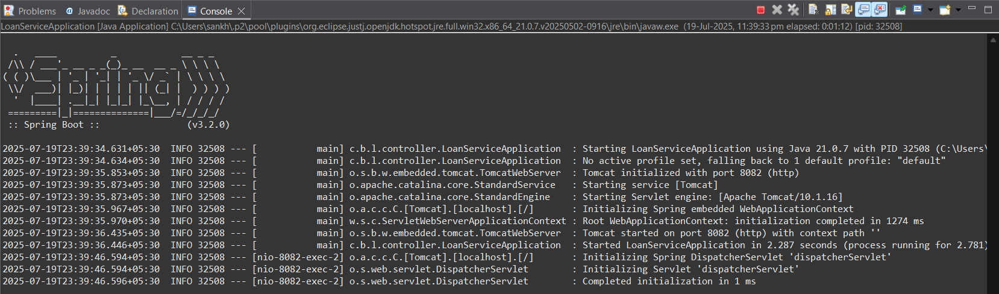 Problems @ Javadoc Declaration Console
LoanServiceApplication [Java Application] C:\Users\sankh\.p2\pool\plugins\org.eclipse.justj.openjdk.hotspot.jre.full.win32.x86_64_21.0.7.v20250502-0916\jre\bin\javaw.exe (19-Jul-2025, 11:39:33 pm elapsed: 0:01:12) [pid: 32508]
  .   ____          _            __ _ _
 /\\ / ___'_ __ _ _(_)_ __  __ _ \ \ \ \
( ( )\___ | '_ | '_| | '_ \/ _` | \ \ \ \
 \\/  ___)| |_)| | | | | || (_| |  ) ) ) )
  '  |____| .__|_| |_|_| |_\__, | / / / /
 =========|_|==============|___/=/_/_/_/
 :: Spring Boot ::                (v3.2.0)
2025-07-19T23:39:34.631+05:30  INFO 32508 --- [           main] c.b.l.controller.LoanServiceApplication  : Starting LoanServiceApplication using Java 21.0.7 with PID 32508 (C:\Users\
2025-07-19T23:39:34.634+05:30  INFO 32508 --- [           main] c.b.l.controller.LoanServiceApplication  : No active profile set, falling back to 1 default profile: "default"
2025-07-19T23:39:35.853+05:30  INFO 32508 --- [           main] o.s.b.w.embedded.tomcat.TomcatWebServer  : Tomcat initialized with port 8082 (http)
2025-07-19T23:39:35.873+05:30  INFO 32508 --- [           main] o.apache.catalina.core.StandardService   : Starting service [Tomcat]
2025-07-19T23:39:35.873+05:30  INFO 32508 --- [           main] o.apache.catalina.core.StandardEngine    : Starting Servlet engine: [Apache Tomcat/10.1.16]
2025-07-19T23:39:35.967+05:30  INFO 32508 --- [           main] o.a.c.c.C.[Tomcat].[localhost].[/]       : Initializing Spring embedded WebApplicationContext
2025-07-19T23:39:35.970+05:30  INFO 32508 --- [           main] w.s.c.ServletWebServerApplicationContext : Root WebApplicationContext: initialization completed in 1274 ms
2025-07-19T23:39:36.435+05:30  INFO 32508 --- [           main] o.s.b.w.embedded.tomcat.TomcatWebServer  : Tomcat started on port 8082 (http) with context path ''
2025-07-19T23:39:36.446+05:30  INFO 32508 --- [           main] c.b.l.controller.LoanServiceApplication  : Started LoanServiceApplication in 2.287 seconds (process running for 2.781)
2025-07-19T23:39:46.594+05:30  INFO 32508 --- [nio-8082-exec-2] o.a.c.c.C.[Tomcat].[localhost].[/]       : Initializing Spring DispatcherServlet 'dispatcherServlet'
2025-07-19T23:39:46.594+05:30  INFO 32508 --- [nio-8082-exec-2] o.s.web.servlet.DispatcherServlet        : Initializing Servlet 'dispatcherServlet'
2025-07-19T23:39:46.596+05:30  INFO 32508 --- [nio-8082-exec-2] o.s.web.servlet.DispatcherServlet        : Completed initialization in 1 ms